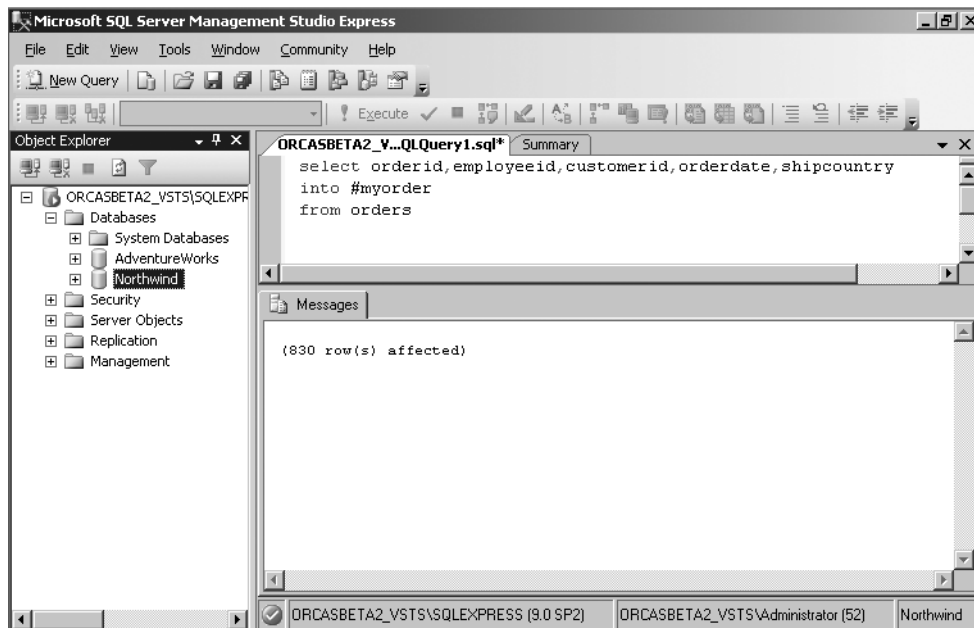 Microsoft SQL Server Management Studio Express
File Edit View Tools Window Community Help
New Query
Execute
Object Explorer
ORCASBETA2_VSTS\SQLEXPR
Databases
System Databases
AdventureWorks
Northwind
Security
Server Objects
Replication
Management
ORCASBETA2_V...QLQuery1.sql* Summary
select orderid,employeeid,customerid,orderdate,shipcountry
into #myorder
from orders
Messages
(830 row(s) affected)
ORCASBETA2_VSTS\SQLEXPRESS (9.0 SP2) ORCASBETA2_VSTS\Administrator (52) Northwind